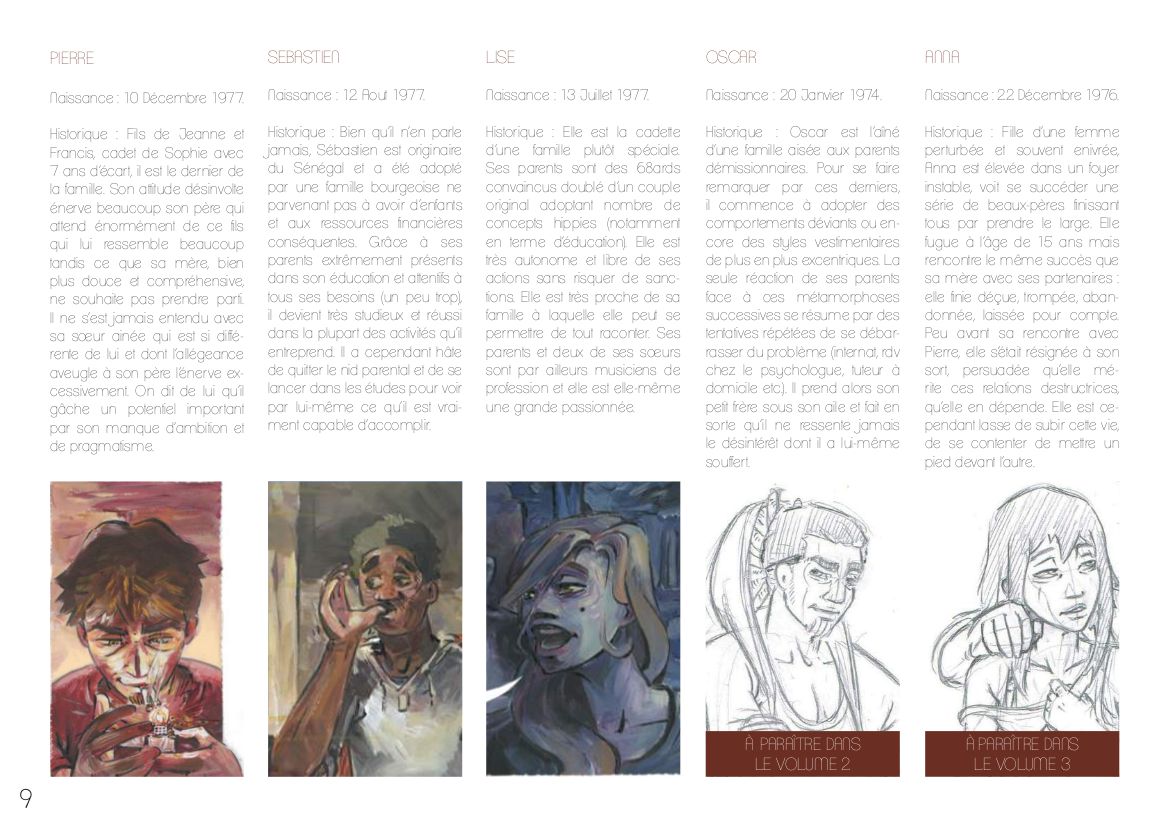 PIERRE
Naissance : 10 Décembre 1977.
Historique : Fils de Jeanne et
Francis, cadet de Sophie avec
7 ans d'écart, il est le dernier de
la famille. Son attitude désinvolte
énerve beaucoup son père qui
attend énormément de ce fils
qui lui ressemble beaucoup
tandis ce que sa mère, bien
plus douce et compréhensive,
ne souhaite pas prendre parti.
Il ne s'est jamais entendu avec
sa sœur ainée qui est si diffé-
rente de lui et dont l'allégeance
aveugle à son père l'énerve ex-
cessivement. On dit de lui qu'il
gâche un potentiel important
par son manque d'ambition et
de pragmatisme.
SEBASTIEN
Naissance : 12 Aout 1977.
Historique : Bien qu'il n'en parle
jamais, Sébastien est originaire
du Sénégal et a été adopté
par une famille bourgeoise ne
parvenant pas à avoir d'enfants
et aux ressources financières
conséquentes. Grâce à ses
parents extrêmement présents
dans son éducation et attentifs à
tous ses besoins (un peu trop),
il devient très studieux et réussi
dans la plupart des activités qu'il
entreprend. Il a cependant hâte
de quitter le nid parental et de se
lancer dans les études pour voir
par lui-même ce qu'il est vrai-
ment capable d'accomplir.
LISE
Naissance : 13 Juillet 1977.
Historique : Elle est la cadette
d'une famille plutôt spéciale.
Ses parents sont des 68ards
convaincus doublé d'un couple
original adoptant nombre de
concepts hippies (notamment
en terme d'éducation). Elle est
très autonome et libre de ses
actions sans risquer de sanc-
tions. Elle est très proche de sa
famille à laquelle elle peut se
permettre de tout raconter. Ses
parents et deux de ses sœurs
sont par ailleurs musiciens de
profession et elle est elle-même
une grande passionnée.
OSCAR
Naissance : 20 Janvier 1974.
Historique : Oscar est l'aîné
d'une famille aisée aux parents
démissionnaires. Pour se faire
remarquer par ces derniers,
il commence à adopter des
comportements déviants ou en-
core des styles vestimentaires
de plus en plus excentriques. La
seule réaction de ses parents
face à ces métamorphoses
successives se résume par des
tentatives répétées de se débar-
rasser du problème (internat, rdv
chez le psychologue, tuteur à
domicile etc.). Il prend alors son
petit frère sous son aile et fait en
sorte qu'il ne ressente jamais
le désintérêt dont il a lui-même
souffert.
ANNA
Naissance : 22 Décembre 1976.
Historique : Fille d'une femme
perturbée et souvent enivrée,
Anna est élevée dans un foyer
instable, voit se succéder une
série de beaux-pères finissant
tous par prendre le large. Elle
fugue à l'âge de 15 ans mais
rencontre le même succès que
sa mère avec ses partenaires :
elle finie déçue, trompée, aban-
donnée, laissée pour compte.
Peu avant sa rencontre avec
Pierre, elle s'était résignée à son
sort, persuadée qu'elle mé-
rite ces relations destructrices,
qu'elle en dépende. Elle est ce-
pendant lasse de subir cette vie,
de se contenter de mettre un
pied devant l'autre.
À PARAÎTRE DANS
LE VOLUME 2
À PARAÎTRE DANS
LE VOLUME 3
9